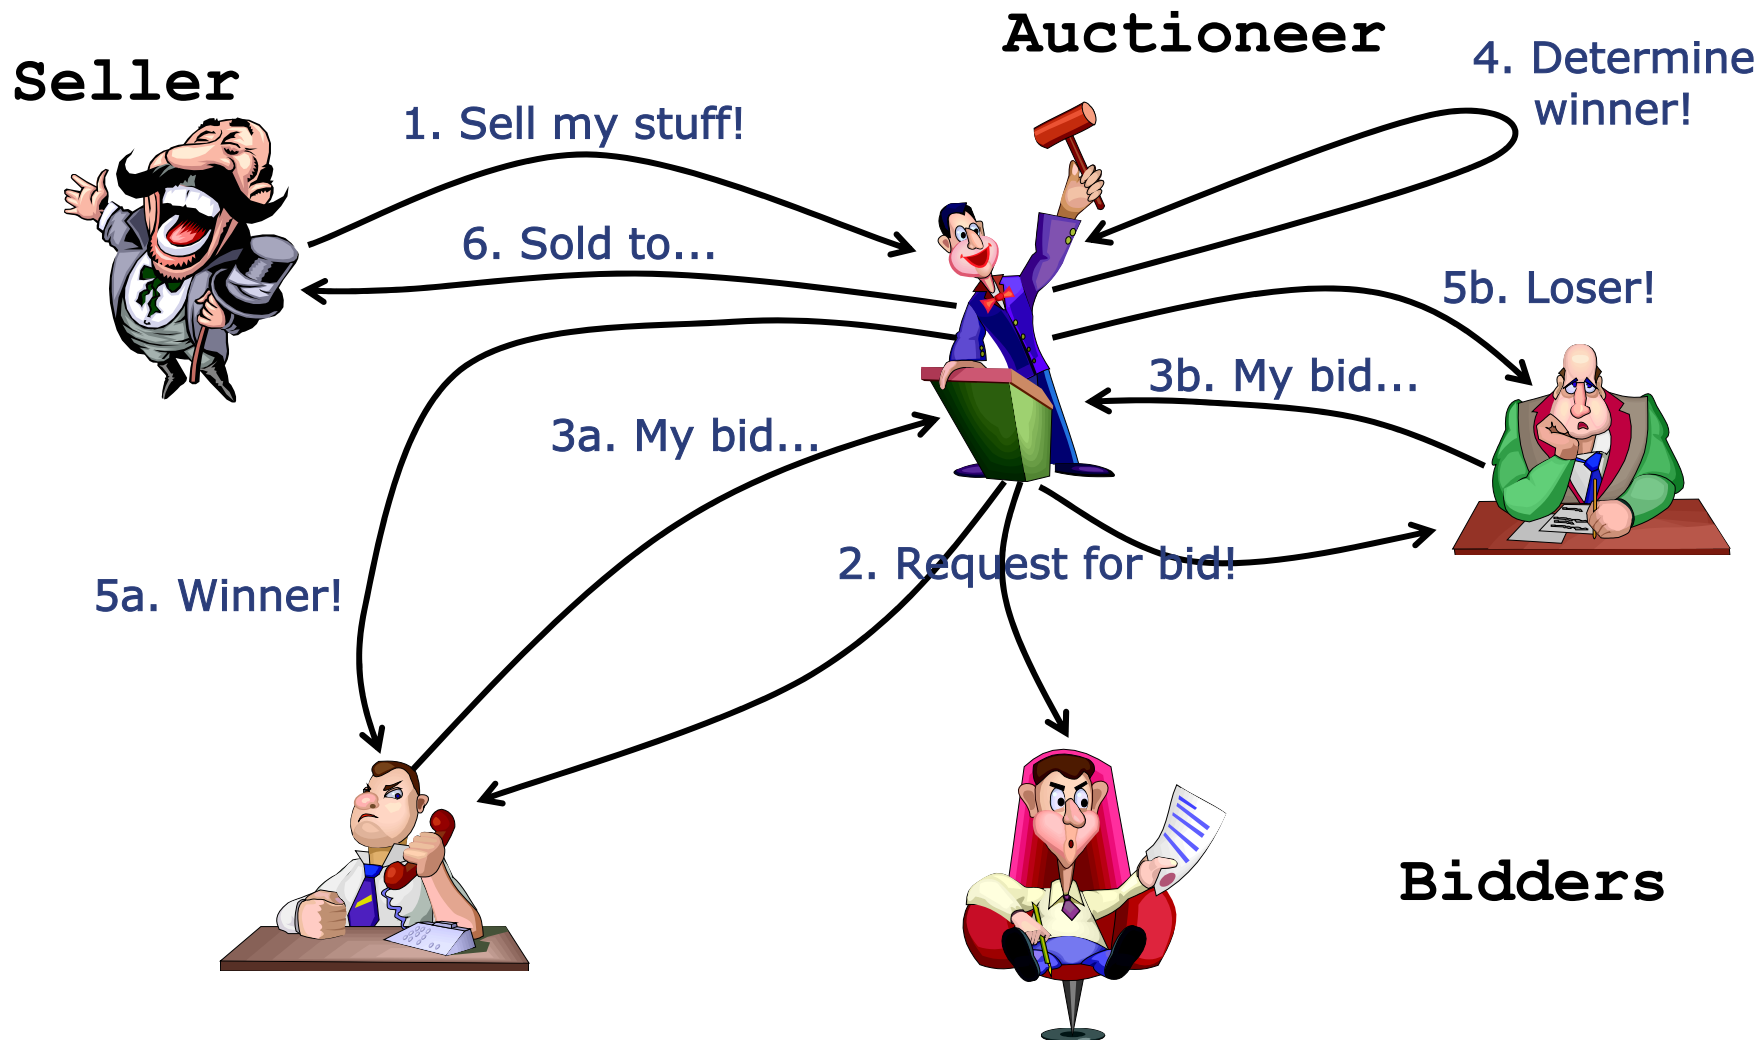 Auctioneer
Seller
4. Determine
winner!
1. Sell my stuff!
6. Sold to...
5b. Loser!
3b. My bid...
3a. My bid...
2. Request for bid!
5a. Winner!
Bidders